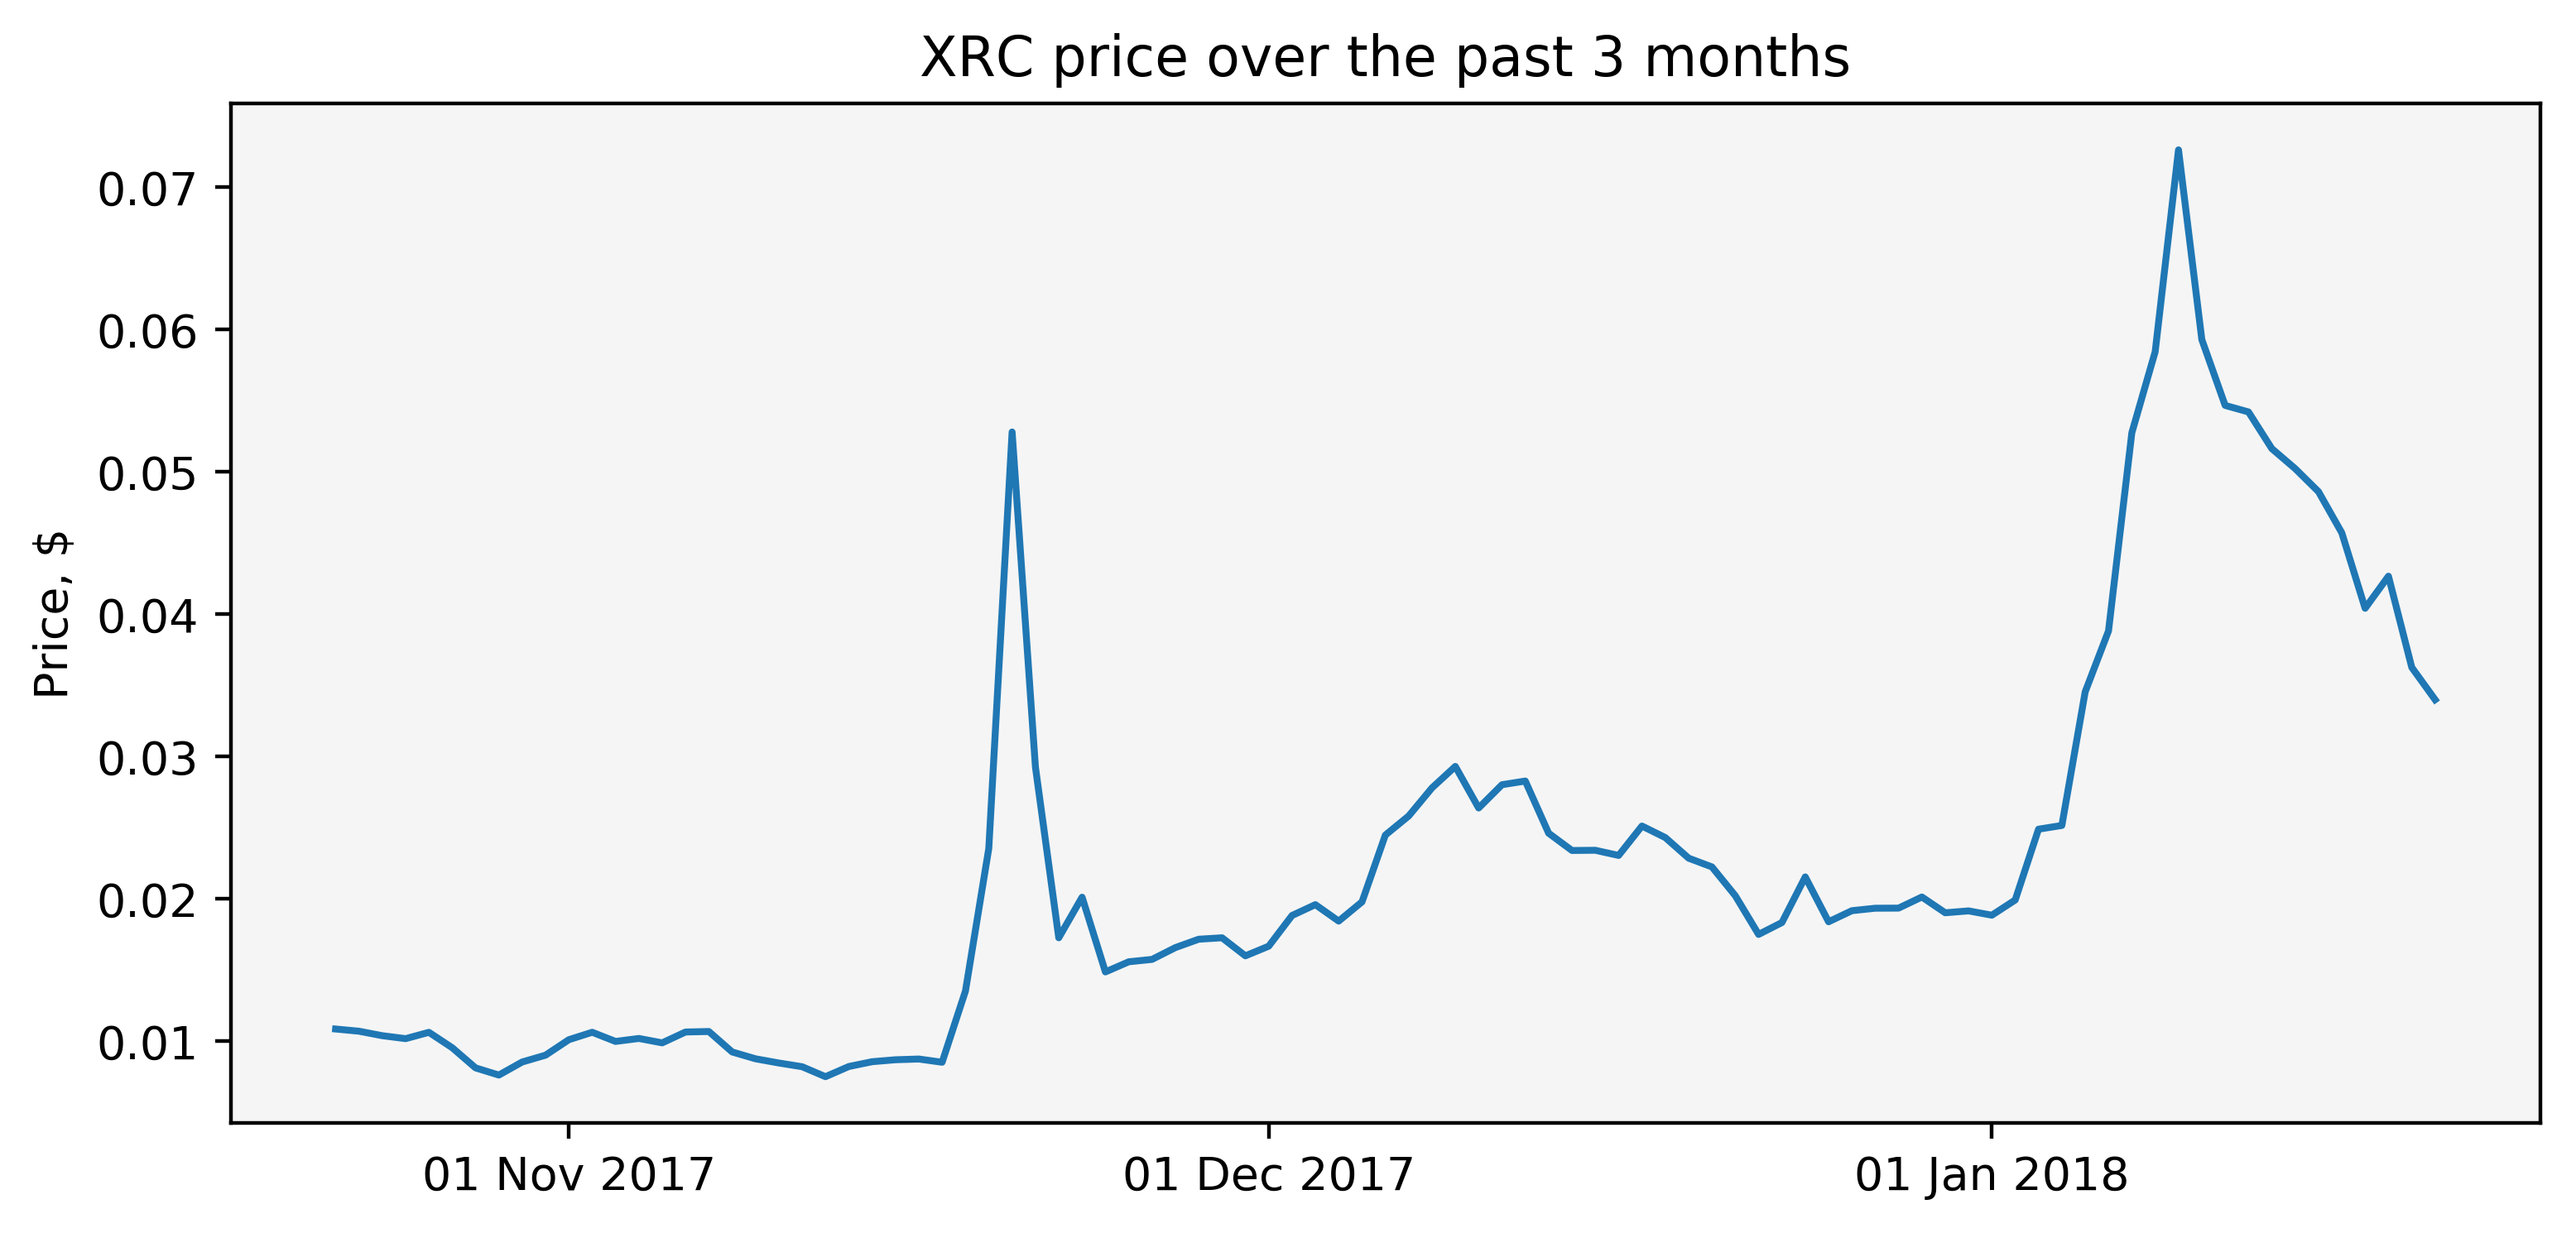 XRC price over the past 3 months
Price, $
0.07
0.06
0.05
0.04
0.03
0.02
0.01
01 Nov 2017
01 Dec 2017
01 Jan 2018